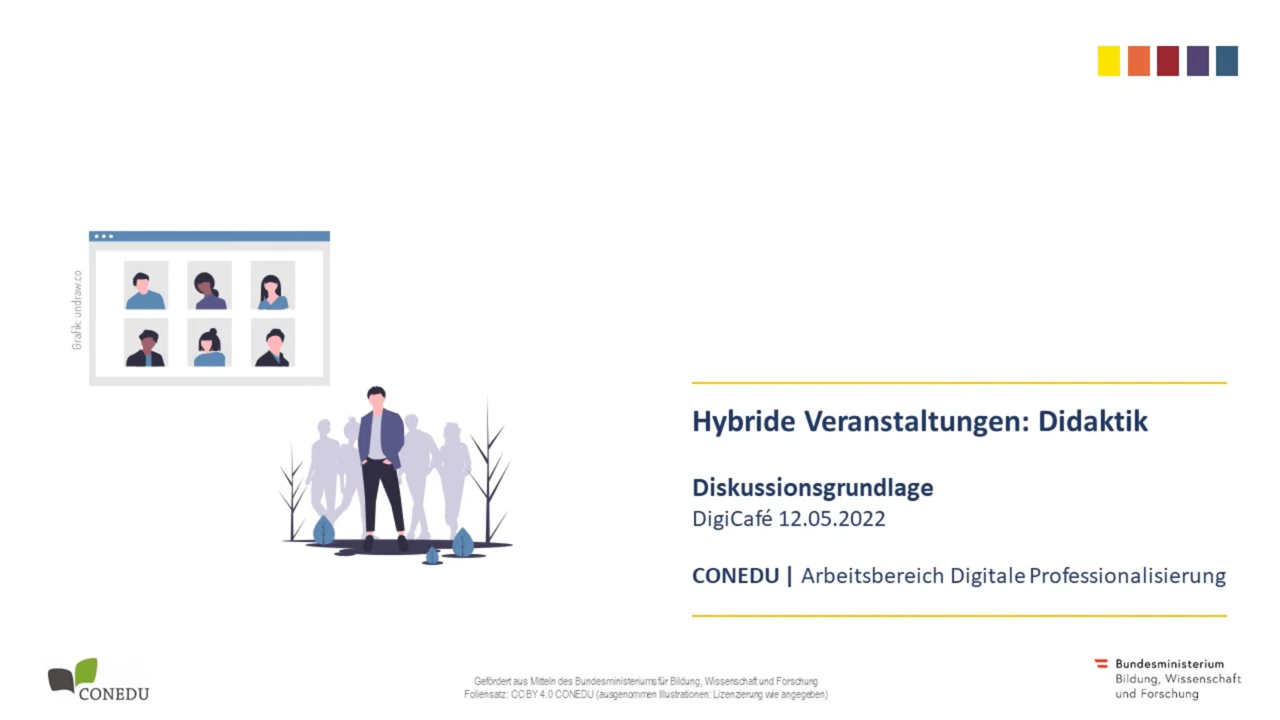 Grafik: undraw.co
Hybride Veranstaltungen: Didaktik
Diskussionsgrundlage
DigiCafé 12.05.2022
CONEDU | Arbeitsbereich Digitale Professionalisierung
CONEDU
Gefördert aus Mitteln des Bundesministeriums für Bildung, Wissenschaft und Forschung
Foliensatz: CC BY 4.0 CONEDU (ausgenommen Illustrationen: Lizenzierung wie angegeben)
Bundesministerium
Bildung, Wissenschaft
und Forschung